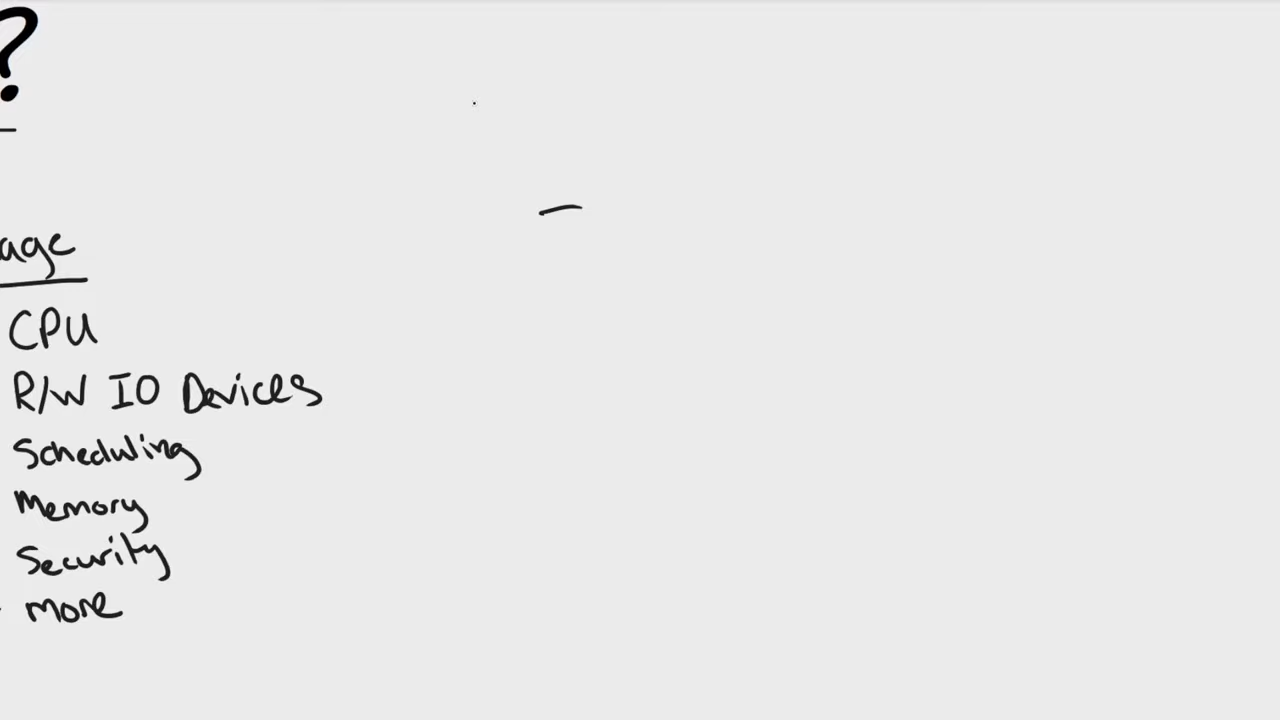 ?
age
CPU
R/W IO Devices
Scheduling
Memory
Security
more